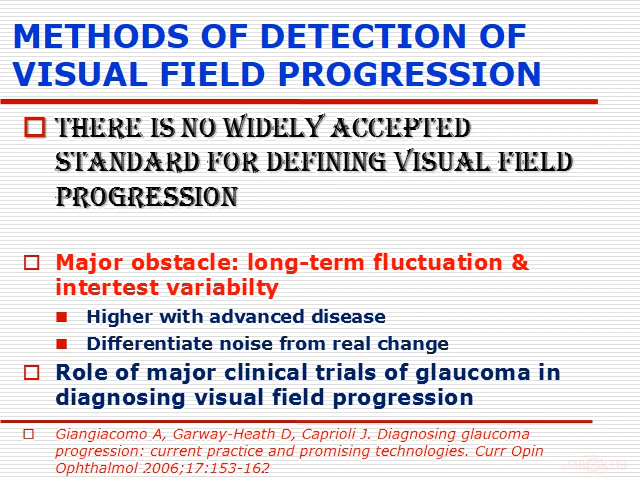 METHODS OF DETECTION OF
VISUAL FIELD PROGRESSION
THERE IS NO WIDELY ACCEPTED
STANDARD FOR DEFINING VISUAL FIELD
PROGRESSION
Major obstacle: long-term fluctuation &
intertest variabilty
Higher with advanced disease
Differentiate noise from real change
Role of major clinical trials of glaucoma in
diagnosing visual field progression
Giangiacomo A, Garway-Heath D, Caprioli J. Diagnosing glaucoma
progression: current practice and promising technologies. Curr Opin
Ophthalmol 2006;17:153-162